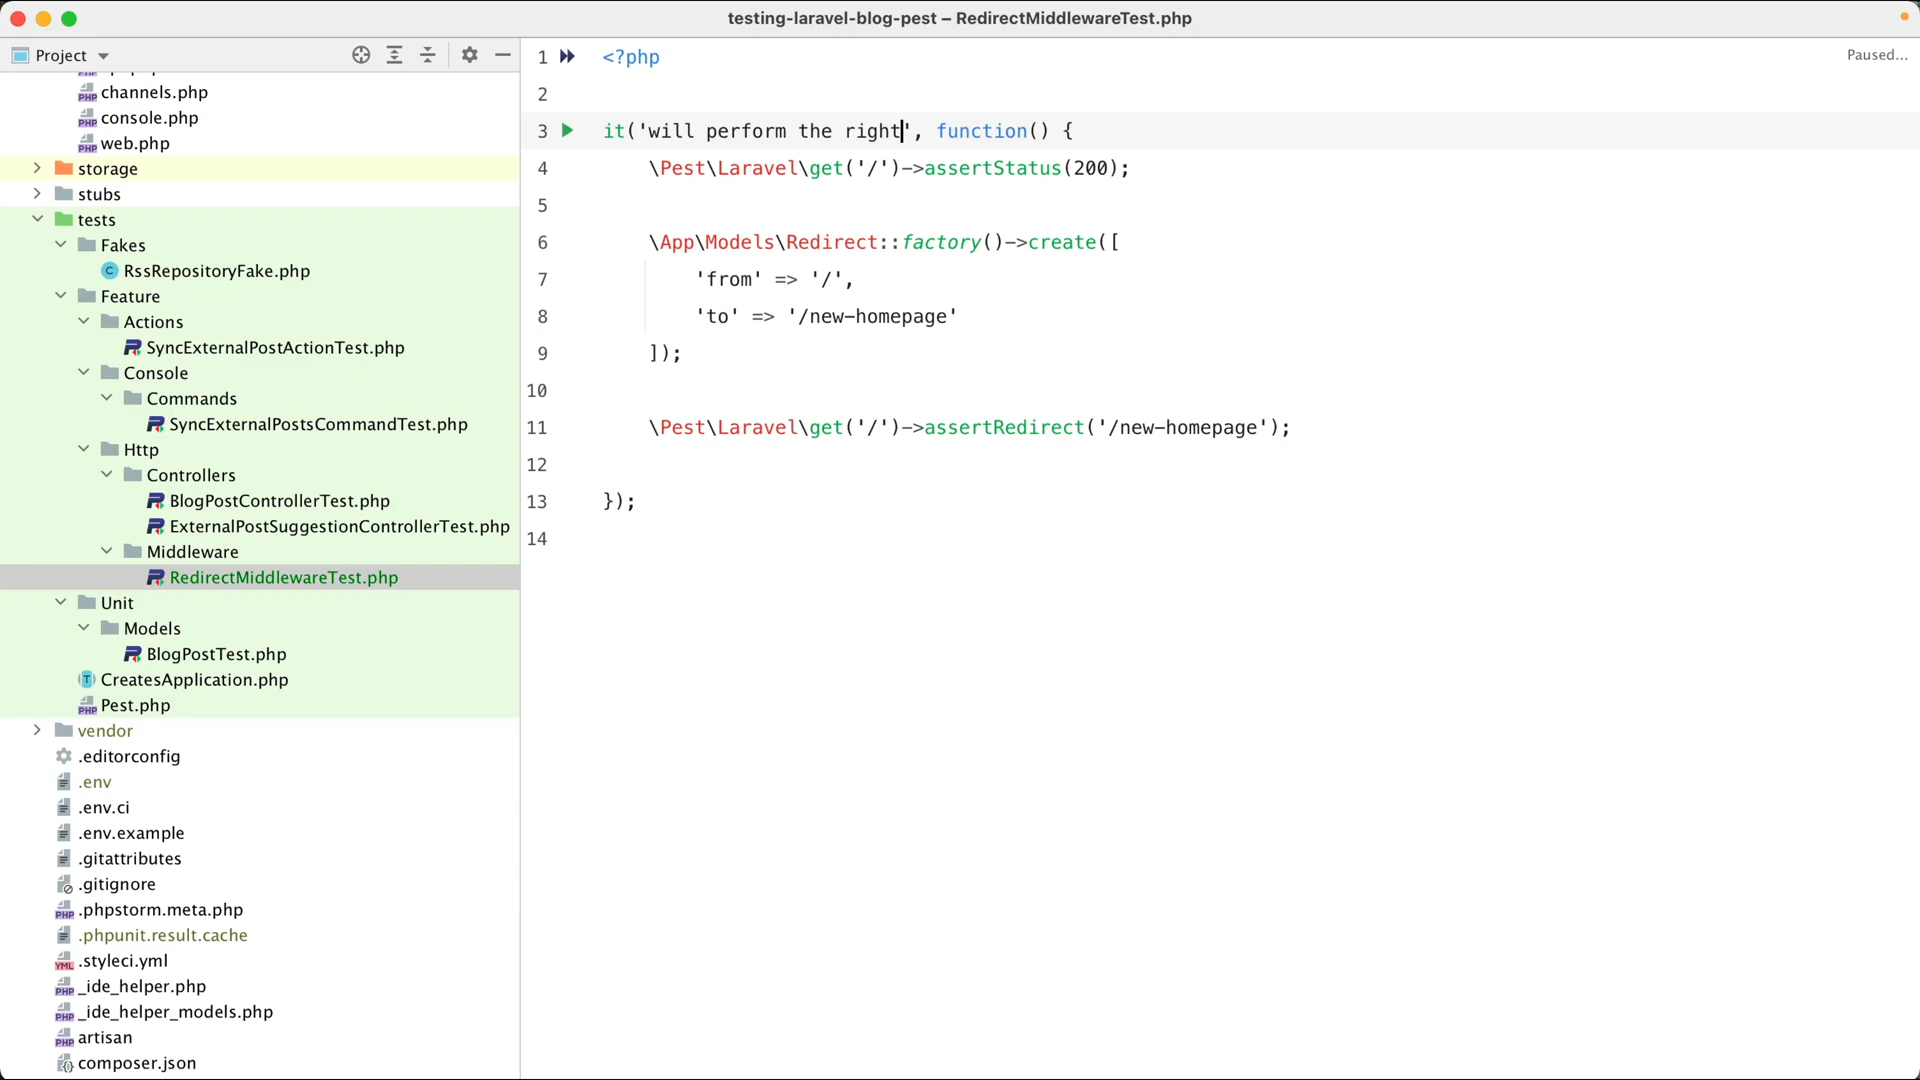 testing-laravel-blog-pest – RedirectMiddlewareTest.php
Project
channels.php
console.php
web.php
storage
stubs
tests
Fakes
RssRepositoryFake.php
Feature
Actions
SyncExternalPostActionTest.php
Console
Commands
SyncExternalPostsCommandTest.php
Http
Controllers
BlogPostControllerTest.php
ExternalPostSuggestionControllerTest.php
Middleware
RedirectMiddlewareTest.php
Unit
Models
BlogPostTest.php
CreatesApplication.php
Pest.php
vendor
.editorconfig
.env
.env.ci
.env.example
.gitattributes
.gitignore
.phpstorm.meta.php
.phpunit.result.cache
.styleci.yml
_ide_helper.php
_ide_helper_models.php
artisan
composer.json
Paused...
1 <?php
2
3 it('will perform the right', function() {
4 \Pest\Laravel\get('/')->assertStatus(200);
5
6 \App\Models\Redirect::factory()->create([
7 'from' => '/',
8 'to' => '/new-homepage'
9 ]);
10
11 \Pest\Laravel\get('/')->assertRedirect('/new-homepage');
12
13 });
14